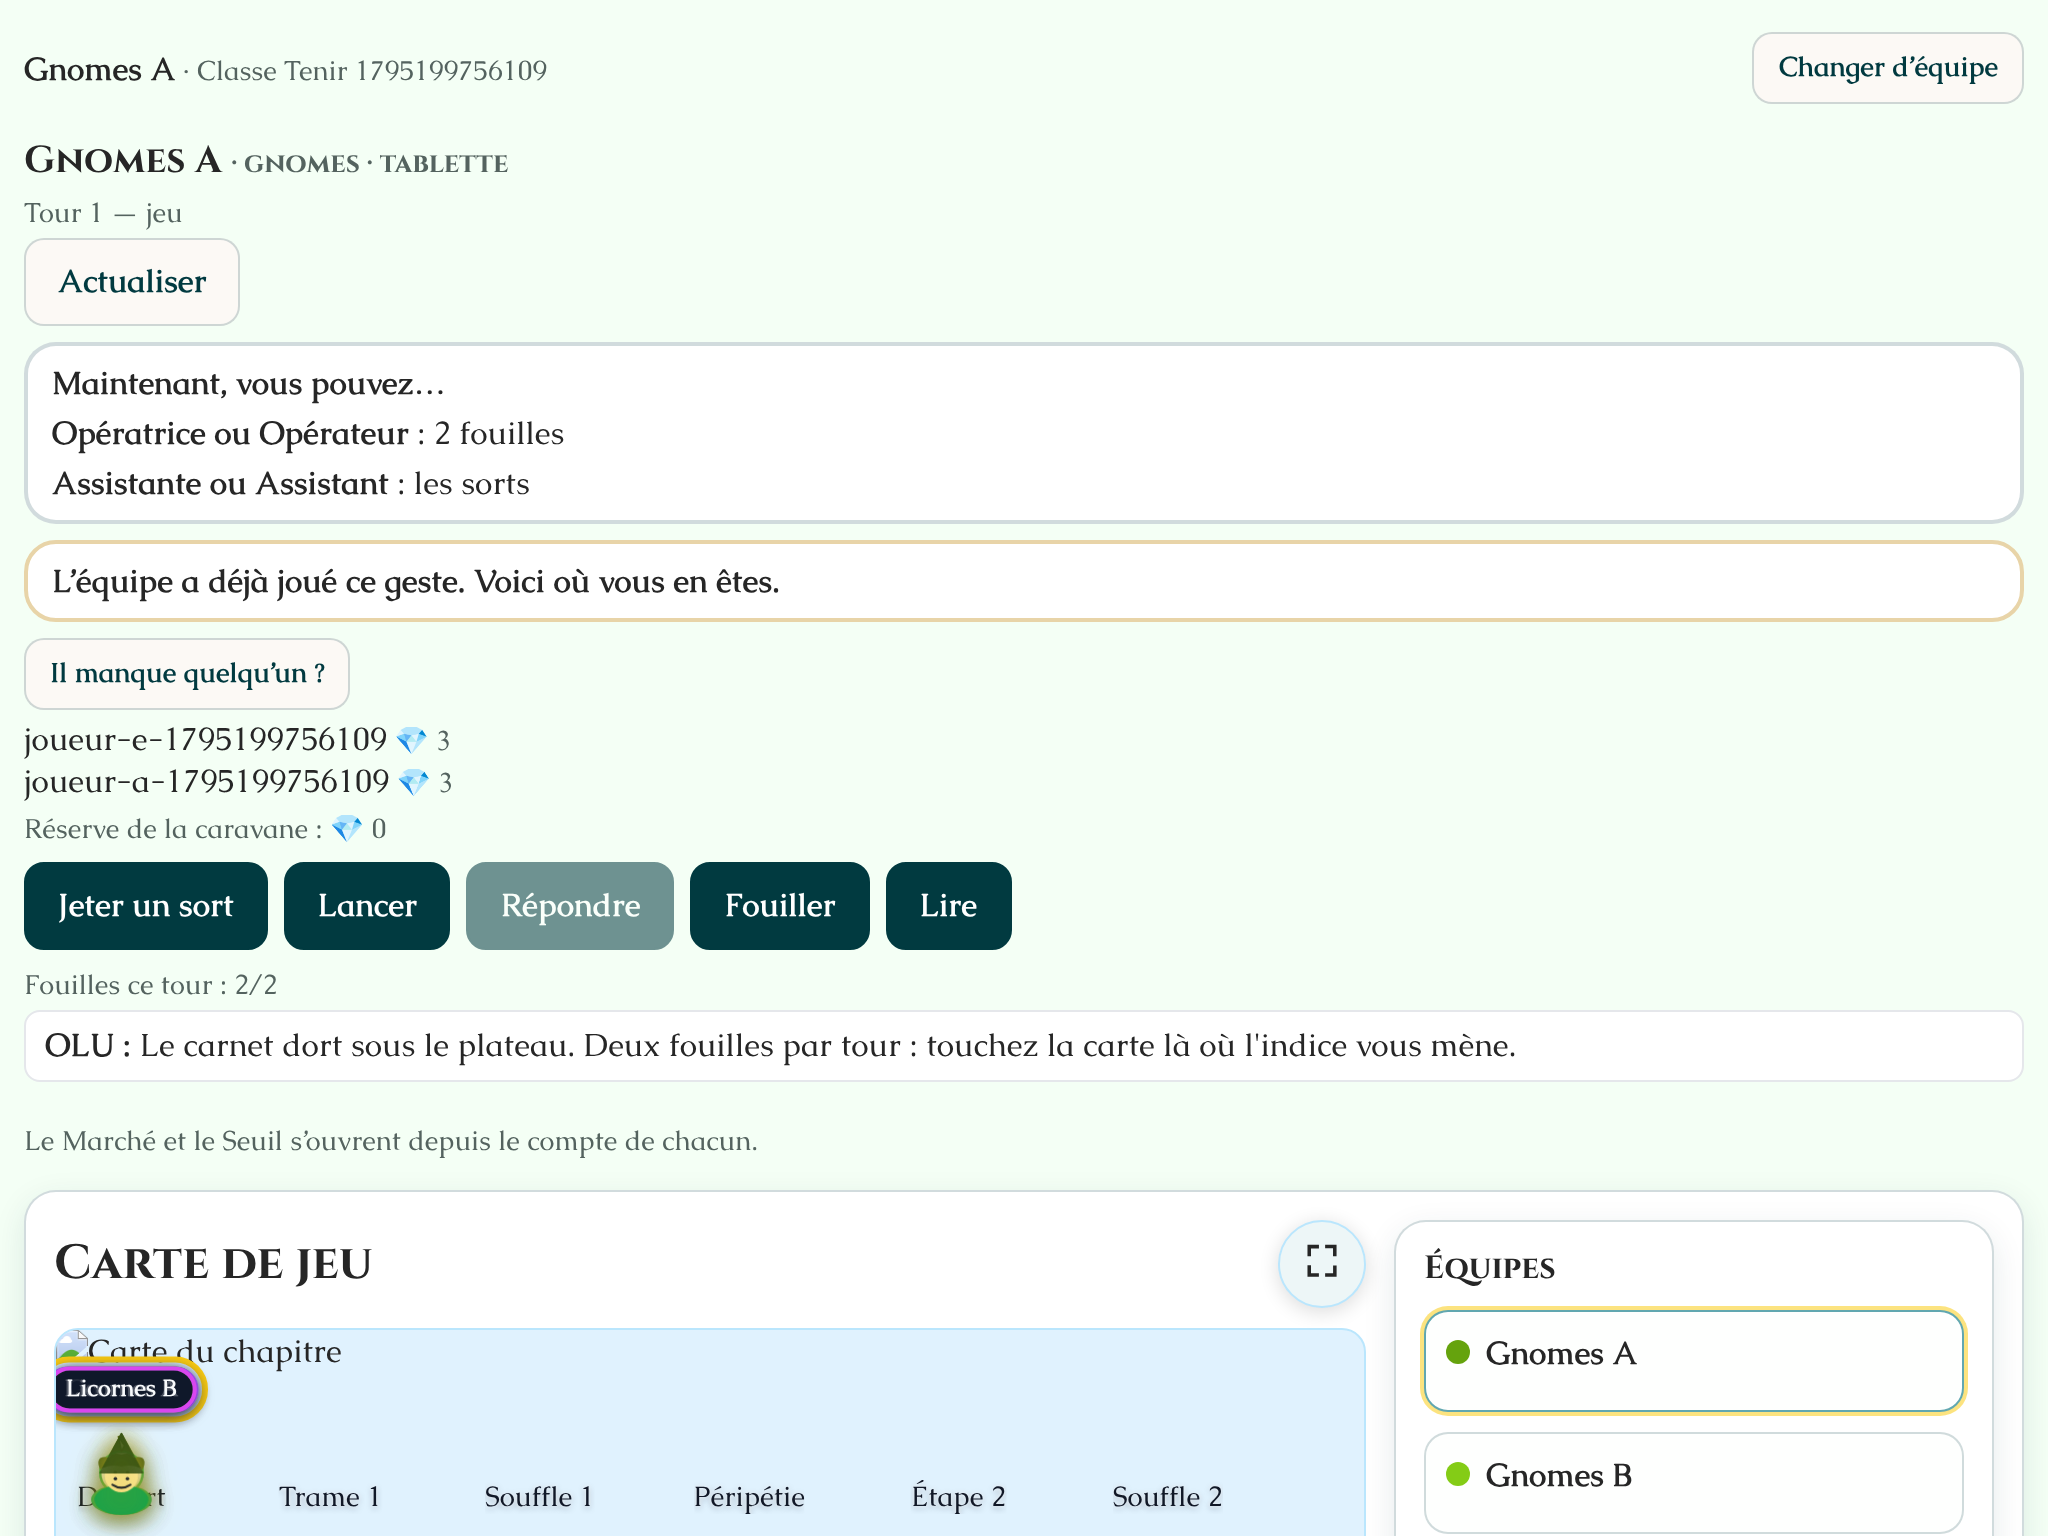 Gnomes A · Classe Tenir 1795199756109
Changer d’équipe
Gnomes A · gnomes · tablette
Tour 1 — jeu
Actualiser
Maintenant, vous pouvez…
Opératrice ou Opérateur : 2 fouilles
Assistante ou Assistant : les sorts
L’équipe a déjà joué ce geste. Voici où vous en êtes.
Il manque quelqu’un ?
joueur-e-1795199756109 💎 3
joueur-a-1795199756109 💎 3
Réserve de la caravane : 💎 0
Jeter un sort
Lancer
Répondre
Fouiller
Lire
Fouilles ce tour : 2/2
OLU : Le carnet dort sous le plateau. Deux fouilles par tour : touchez la carte là où l'indice vous mène.
Le Marché et le Seuil s’ouvrent depuis le compte de chacun.
Carte de jeu
Carte du chapitre
Licornes B
Trame 1
Souffle 1
Péripétie
Étape 2
Souffle 2
Équipes
Gnomes A
Gnomes B